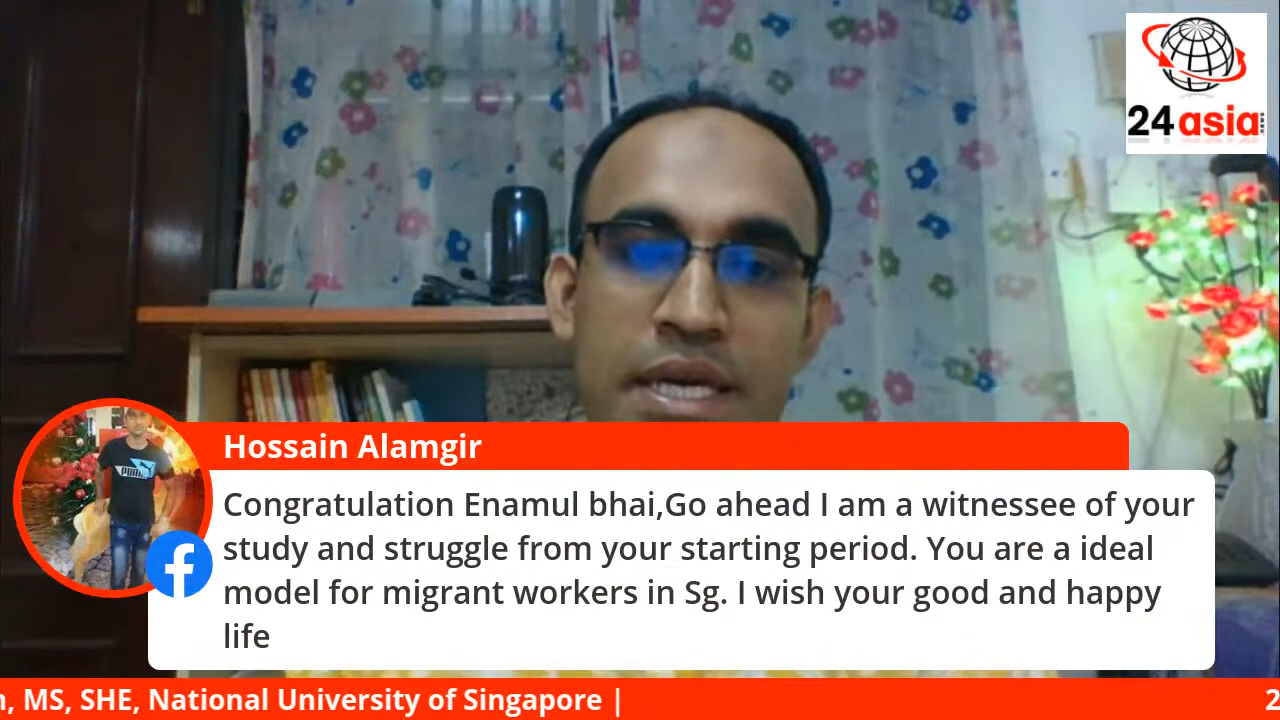 24asia
Hossain Alamgir
Congratulation Enamul bhai,Go ahead I am a witnessee of your
study and struggle from your starting period. You are a ideal
model for migrant workers in Sg. I wish your good and happy
life
MS, SHE, National University of Singapore |